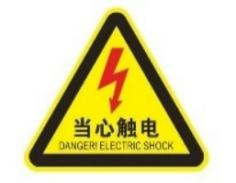 当心触电
DANGER! ELECTRIC SHOCK